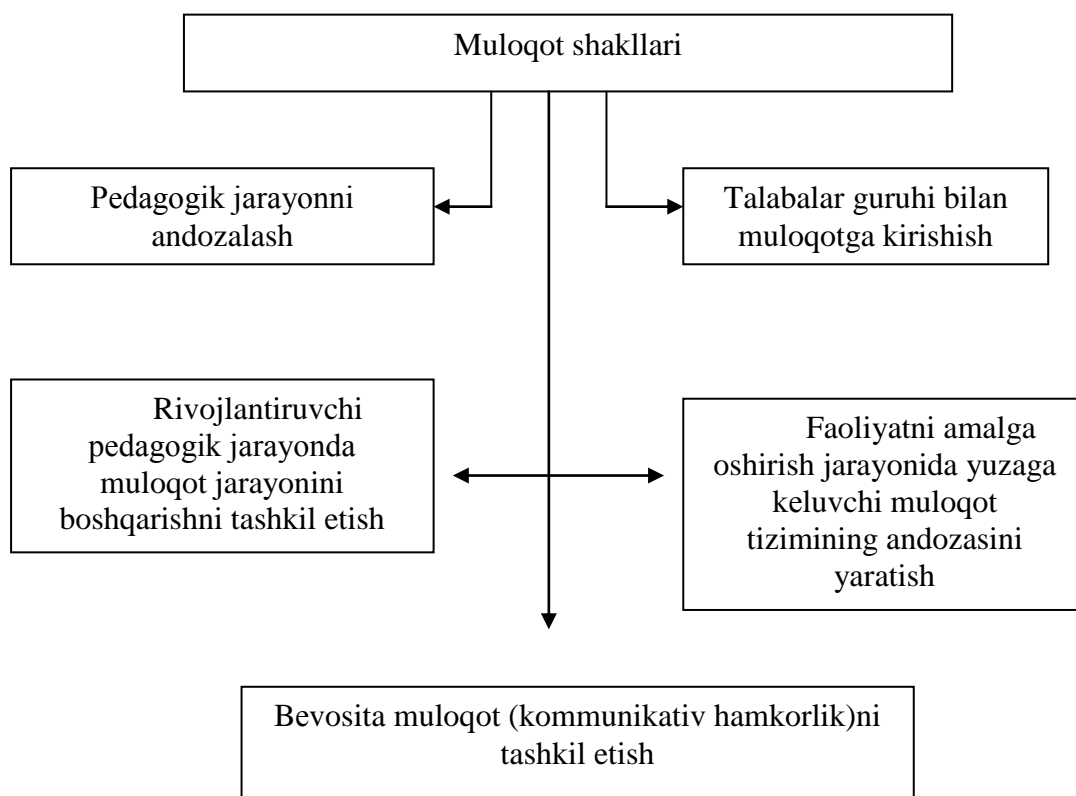 Muloqot shakllari
Pedagogik jarayonni
andozalash
Talabalar guruhi bilan
muloqotga kirishish
Rivojlantiruvchi
pedagogik jarayonda
muloqot jarayonini
boshqarishni tashkil etish
Faoliyatni amalga
oshirish jarayonida yuzaga
keluvchi muloqot
tizimining andozasini
yaratish
Bevosita muloqot (kommunikativ hamkorlik)ni
tashkil etish